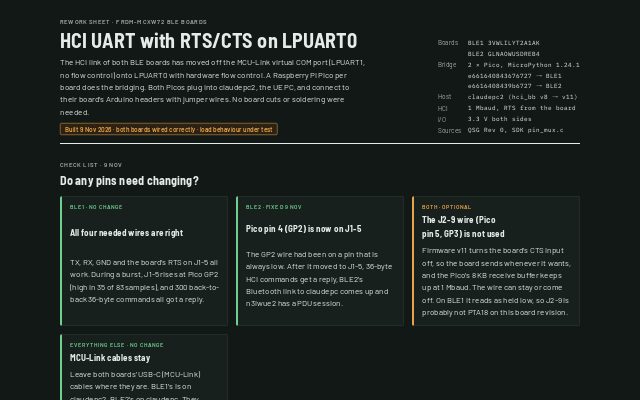 REWORK SHEET · FRDM-MCXW72 BLE BOARDS
HCI UART with RTS/CTS on LPUART0
The HCI link of both BLE boards has moved off the MCU-Link virtual COM port (LPUART1,
no flow control) onto LPUART0 with hardware flow control. A Raspberry Pi Pico per
board does the bridging. Both Picos plug into claudepc2, the UE PC, and connect to
their board's Arduino headers with jumper wires. No board cuts or soldering were
needed.
Built 9 Nov 2026 · both boards wired correctly · load behaviour under test
Boards BLE1 3VWLILYT2A1AK
BLE2 GLNAOWUSDREB4
Bridge 2 × Pico, MicroPython 1.24.1
e661640843676727 → BLE1
e6616408439b6727 → BLE2
Host claudepc2 (hci_bb v8 → v11)
HCI 1 Mbaud, RTS from the board
I/O 3.3 V both sides
Sources QSG Rev 0, SDK pin_mux.c
CHECK LIST · 9 NOV
Do any pins need changing?
BLE1 · NO CHANGE
All four needed wires are right
TX, RX, GND and the board's RTS on J1-5 all
work. During a burst, J1-5 rises at Pico GP2
(high in 35 of 83 samples), and 300 back-to-
back 36-byte commands all got a reply.
BLE2 · FIXED 9 NOV
Pico pin 4 (GP2) is now on J1-5
The GP2 wire had been on a pin that is
always low. After it moved to J1-5, 36-byte
HCI commands get a reply, BLE2's
Bluetooth link to claudepc comes up and
n3iwue2 has a PDU session.
BOTH · OPTIONAL
The J2-9 wire (Pico
pin 5, GP3) is not used
Firmware v11 turns the board's CTS input
off, so the board sends whenever it wants,
and the Pico's 8 KB receive buffer keeps
up at 1 Mbaud. The wire can stay or come
off. On BLE1 it reads as held low, so J2-9 is
probably not PTA18 on this board revision.
EVERYTHING ELSE · NO CHANGE
MCU-Link cables stay
Leave both boards' USB-C (MCU-Link)
cables where they are. BLE1's is on
claudepc2, BLE2's is on claudepc. They